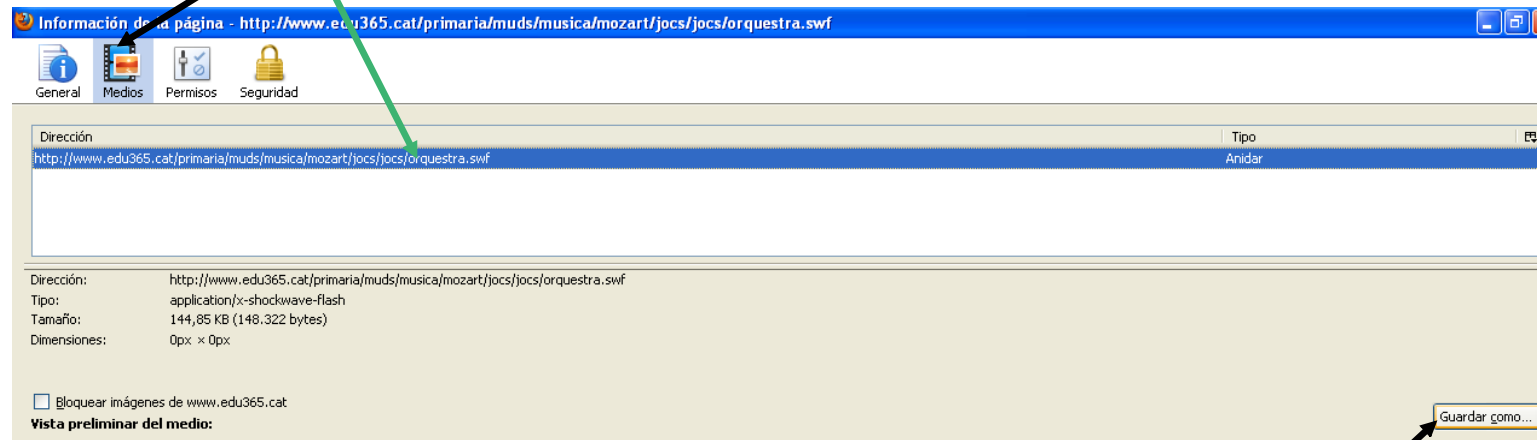 Información de la página - http://www.edu365.cat/primaria/muds/musica/mozart/jocs/jocs/orquestra.swf
General Medios Permisos Seguridad
Dirección Tipo
http://www.edu365.cat/primaria/muds/musica/mozart/jocs/jocs/orquestra.swf Anidar
Dirección: http://www.edu365.cat/primaria/muds/musica/mozart/jocs/jocs/orquestra.swf
Tipo: application/x-shockwave-flash
Tamaño: 144,85 KB (148.322 bytes)
Dimensiones: 0px × 0px
Bloquear imágenes de www.edu365.cat
Vista preliminar del medio:
Guardar como...